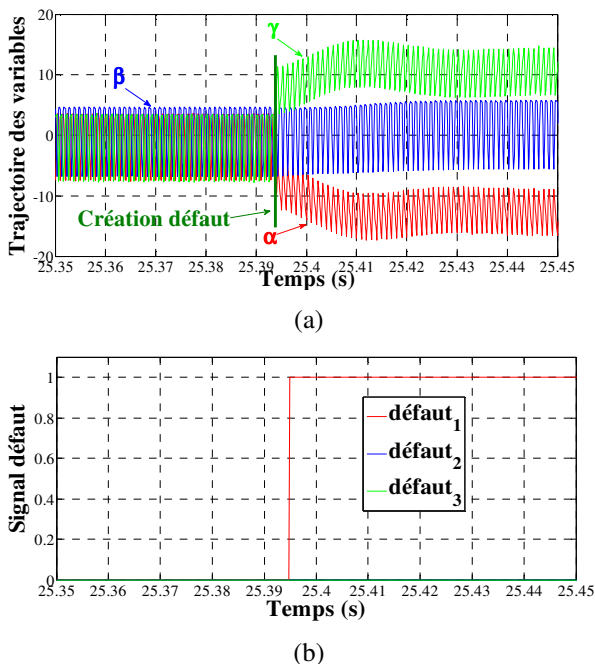 Trajectoire des variables
20
10
0
-10
-20
γ
β
Création défaut
α
25.35 25.36 25.37 25.38 25.39 25.4 25.41 25.42 25.43 25.44 25.45
Temps (s)
(a)
Signal défaut
1
0.8
0.6
0.4
0.2
0
défaut1
défaut2
défaut3
25.35 25.36 25.37 25.38 25.39 25.4 25.41 25.42 25.43 25.44 25.45
Temps (s)
(b)